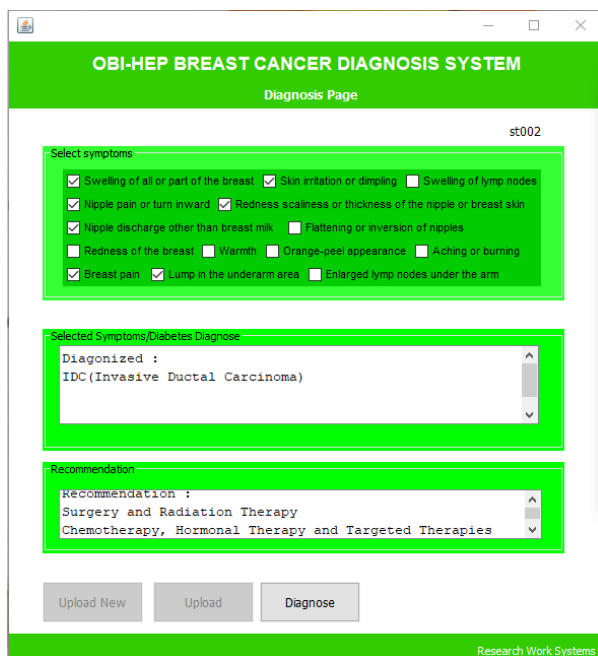 OBI-HEP BREAST CANCER DIAGNOSIS SYSTEM
Diagnosis Page
st002
Select symptoms
Swelling of all or part of the breast Skin irritation or dimpling Swelling of lymp nodes
Nipple pain or turn inward Redness scaliness or thickness of the nipple or breast skin
Nipple discharge other than breast milk Flattening or inversion of nipples
Redness of the breast Warmth Orange-peel appearance Aching or burning
Breast pain Lump in the underarm area Enlarged lymp nodes under the arm
Selected Symptoms/Diabetes Diagnose
Diagonized :
IDC(Invasive Ductal Carcinoma)
Recommendation
Recommendation :
Surgery and Radiation Therapy
Chemotherapy, Hormonal Therapy and Targeted Therapies
Upload New Upload Diagnose
Research Work Systems